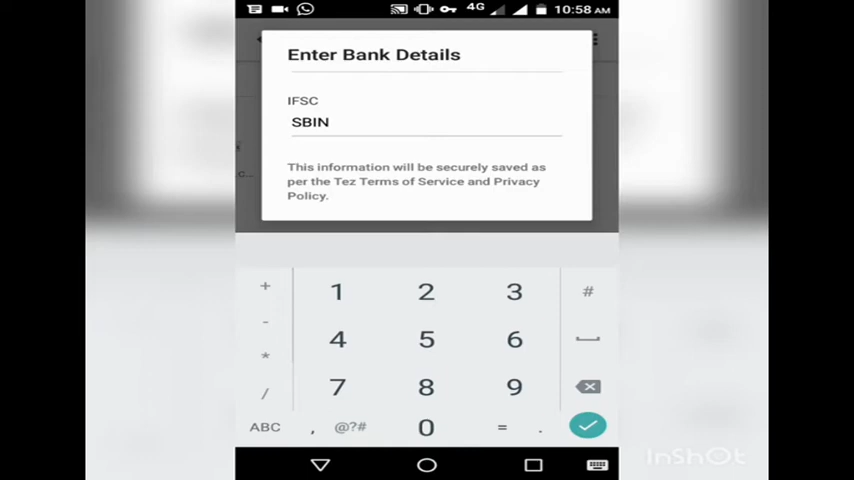 4G 10:58 AM
Enter Bank Details
IFSC
SBIN
This information will be securely saved as
per the Tez Terms of Service and Privacy
Policy.
+ 1 2 3 #
- 4 5 6
* 7 8 9
/
ABC , @?# 0 = .
InShOt